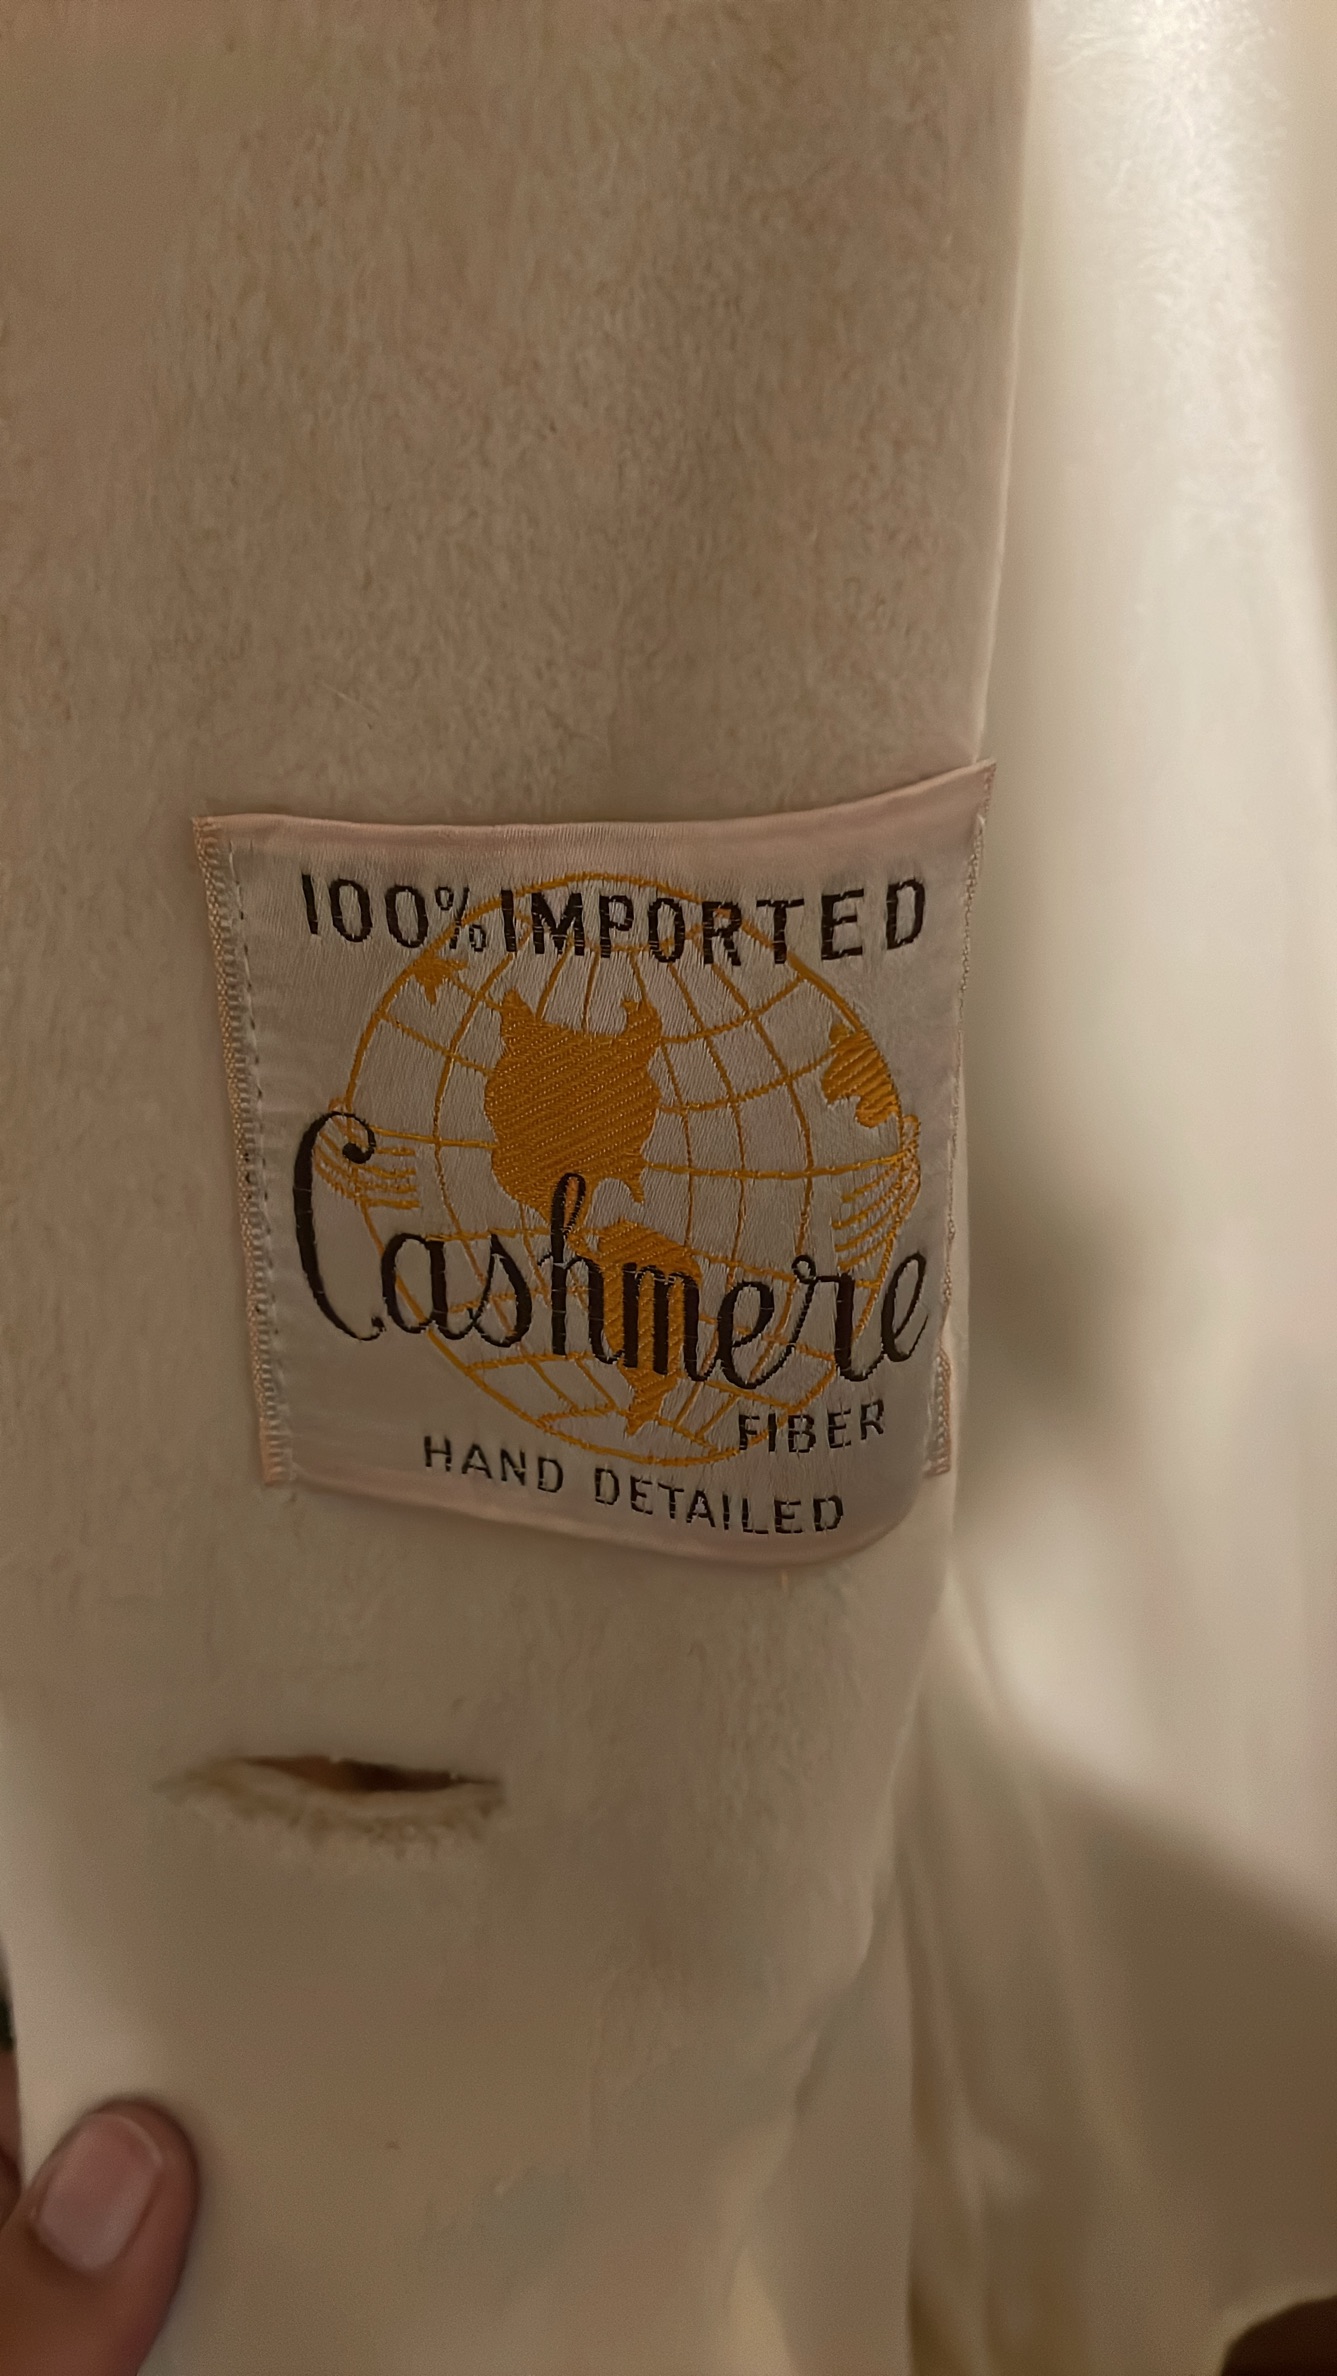 100% IMPORTED
Cashmere
FIBER
HAND DETAILED